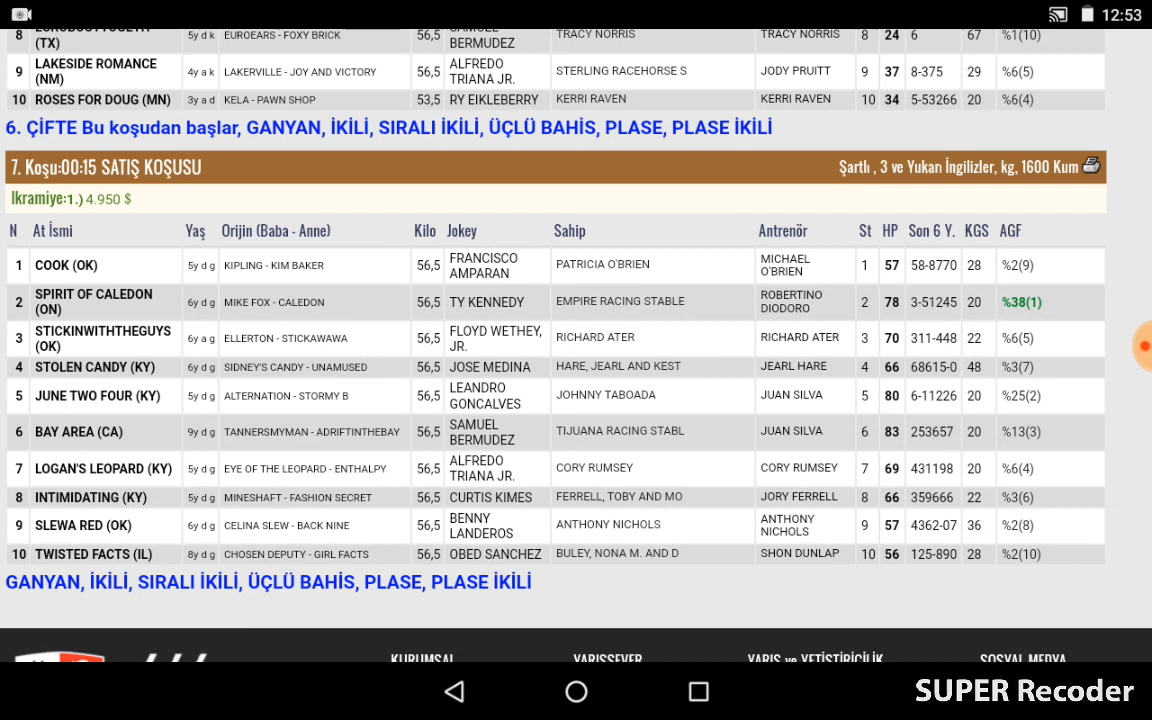 12:53
8 5y d k EUROEARS - FOXY BRICK 56,5 BERMUDEZ TRACY NORRIS TRACY NORRIS 8 24 6 67 %1(10)
(TX)
9 LAKESIDE ROMANCE (NM) 4y a k LAKERVILLE - JOY AND VICTORY 56,5 ALFREDO TRIANA JR. STERLING RACEHORSE S JODY PRUITT 9 37 8-375 29 %6(5)
10 ROSES FOR DOUG (MN) 3y a d KELA - PAWN SHOP 53,5 RY EIKLEBERRY KERRI RAVEN KERRI RAVEN 10 34 5-53266 20 %6(4)
6. ÇİFTE Bu koşudan başlar, GANYAN, İKİLİ, SIRALI İKİLİ, ÜÇLÜ BAHİS, PLASE, PLASE İKİLİ
7. Koşu:00:15 SATIŞ KOŞUSU Şartlı , 3 ve Yukarı İngilizler, kg, 1600 Kum
Ikramiye:1.) 4.950 $
N At İsmi Yaş Orijin (Baba - Anne) Kilo Jokey Sahip Antrenör St HP Son 6 Y. KGS AGF
1 COOK (OK) 5y d g KIPLING - KIM BAKER 56,5 FRANCISCO AMPARAN PATRICIA O'BRIEN MICHAEL O'BRIEN 1 57 58-8770 28 %2(9)
2 SPIRIT OF CALEDON (ON) 6y d g MIKE FOX - CALEDON 56,5 TY KENNEDY EMPIRE RACING STABLE ROBERTINO DIODORO 2 78 3-51245 20 %38(1)
3 STICKINWITHTHEGUYS (OK) 6y a g ELLERTON - STICKAWAWA 56,5 FLOYD WETHEY, JR. RICHARD ATER RICHARD ATER 3 70 311-448 22 %6(5)
4 STOLEN CANDY (KY) 6y d g SIDNEY'S CANDY - UNAMUSED 56,5 JOSE MEDINA HARE, JEARL AND KEST JEARL HARE 4 66 68615-0 48 %3(7)
5 JUNE TWO FOUR (KY) 5y d g ALTERNATION - STORMY B 56,5 LEANDRO GONCALVES JOHNNY TABOADA JUAN SILVA 5 80 6-11226 20 %25(2)
6 BAY AREA (CA) 9y d g TANNERSMYMAN - ADRIFTINTHEBAY 56,5 SAMUEL BERMUDEZ TIJUANA RACING STABL JUAN SILVA 6 83 253657 20 %13(3)
7 LOGAN'S LEOPARD (KY) 5y d g EYE OF THE LEOPARD - ENTHALPY 56,5 ALFREDO TRIANA JR. CORY RUMSEY CORY RUMSEY 7 69 431198 20 %6(4)
8 INTIMIDATING (KY) 5y d g MINESHAFT - FASHION SECRET 56,5 CURTIS KIMES FERRELL, TOBY AND MO JORY FERRELL 8 66 359666 22 %3(6)
9 SLEWA RED (OK) 6y d g CELINA SLEW - BACK NINE 56,5 BENNY LANDEROS ANTHONY NICHOLS ANTHONY NICHOLS 9 57 4362-07 36 %2(8)
10 TWISTED FACTS (IL) 8y d g CHOSEN DEPUTY - GIRL FACTS 56,5 OBED SANCHEZ BULEY, NONA M. AND D SHON DUNLAP 10 56 125-890 28 %2(10)
GANYAN, İKİLİ, SIRALI İKİLİ, ÜÇLÜ BAHİS, PLASE, PLASE İKİLİ
KURUMSAL YARIŞSEVER YARIŞ ve YETİŞTİRİCİLİK SOSYAL MEDYA
SUPER Recoder